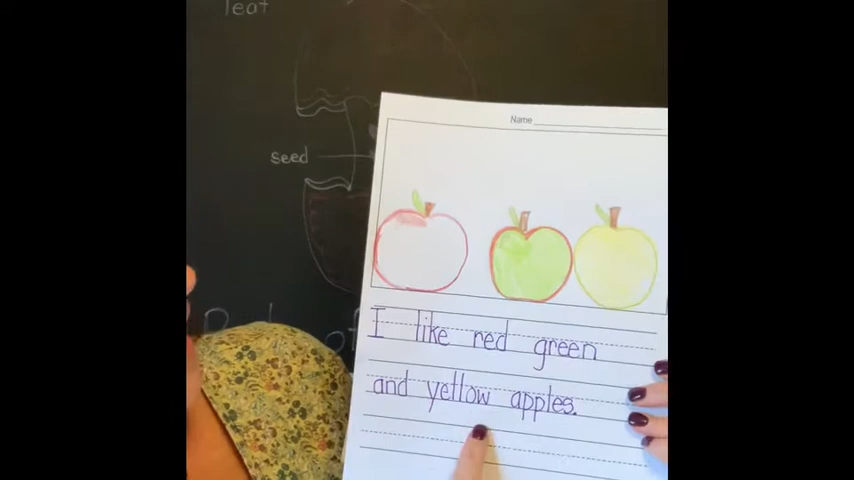 leaf
Name
seed
I like red green
and yellow apples.